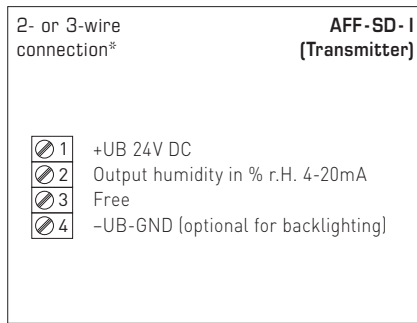 2- or 3-wire
connection*
AFF-SD-I
(Transmitter)
1 +UB 24V DC
2 Output humidity in % r.H. 4-20mA
3 Free
4 –UB-GND (optional for backlighting)